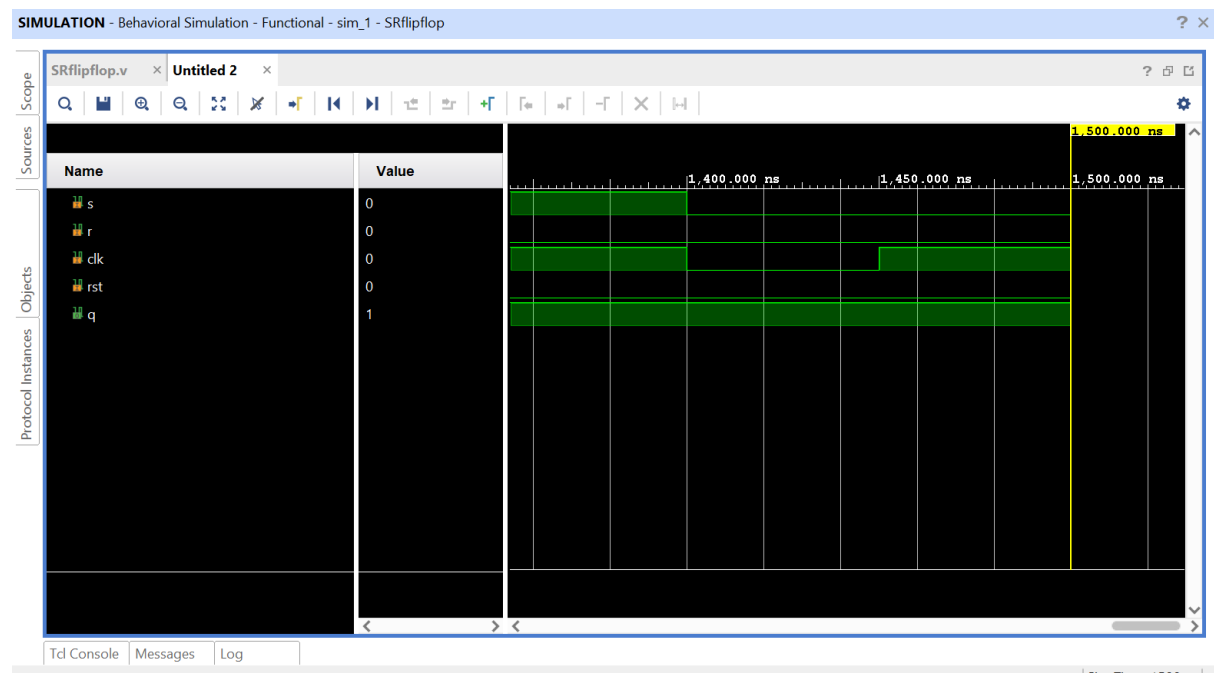 SIMULATION - Behavioral Simulation - Functional - sim_1 - SRflipflop ? ×
SRflipflop.v × Untitled 2 × ?
Scope
Sources
Objects
Protocol Instances
1,500.000 ns
Name Value
1,400.000 ns 1,450.000 ns 1,500.000 ns
s 0
r 0
clk 0
rst 0
q 1
Tcl Console Messages Log